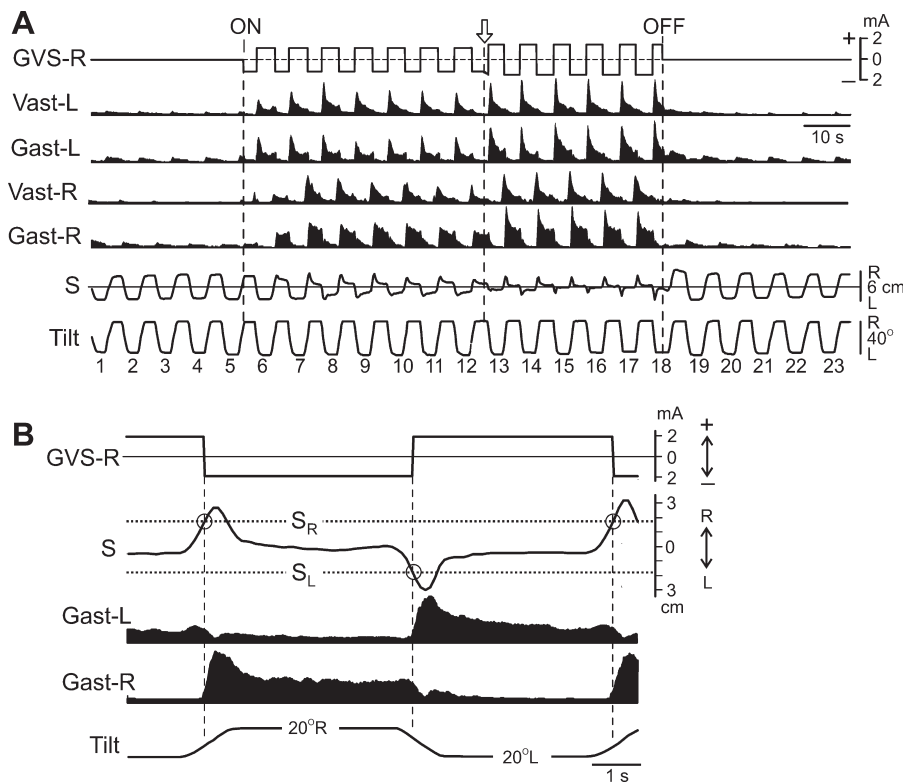 A
ON
OFF
mA
GVS-R
+ 2
0
– 2
Vast-L
10 s
Gast-L
Vast-R
Gast-R
S
R
6 cm
L
Tilt
R
40°
L
1 2 3 4 5 6 7 8 9 10 11 12 13 14 15 16 17 18 19 20 21 22 23
B
mA
GVS-R
2
0
2
+
–
3
S_R
R
S
0
S_L
L
3
cm
Gast-L
Gast-R
Tilt
20°R
20°L
1 s